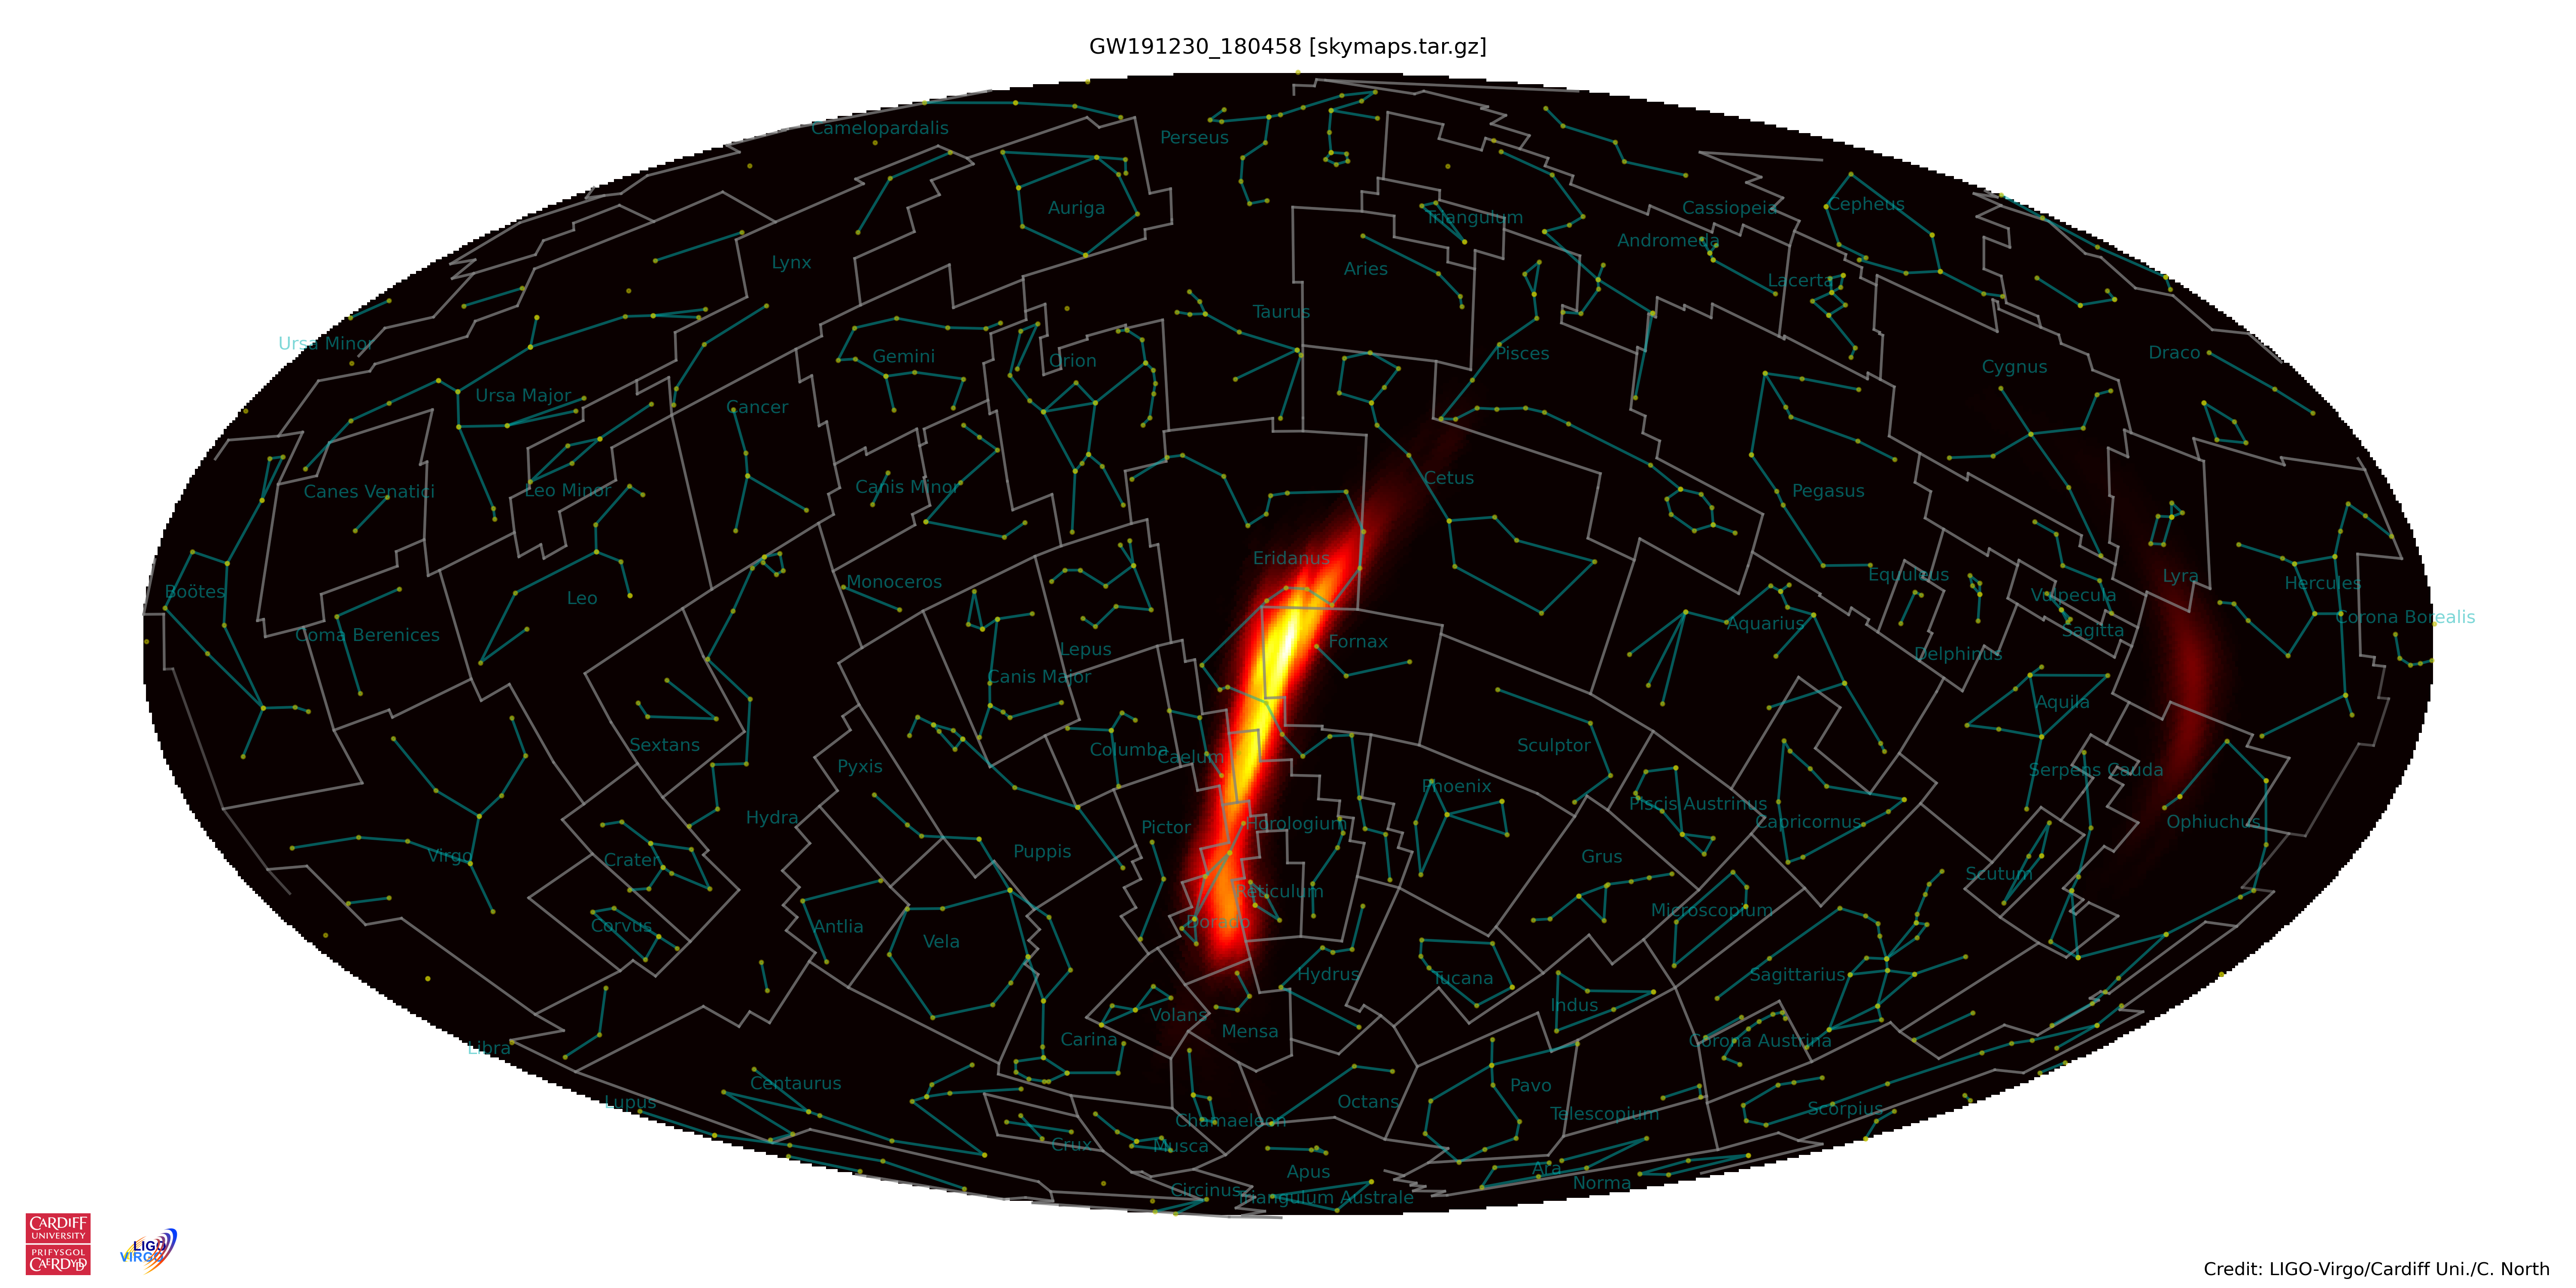 GW191230_180458 [skymaps.tar.gz]
Camelopardalis
Perseus
Auriga
Triangulum
Cassiopeia
Cepheus
Andromeda
Lynx
Aries
Lacerta
Taurus
Ursa Minor
Gemini
Orion
Pisces
Draco
Cygnus
Ursa Major
Cancer
Cetus
Canes Venatici
Leo Minor
Canis Minor
Pegasus
Eridanus
Boötes
Leo
Monoceros
Equuleus
Lyra
Hercules
Vulpecula
Corona Borealis
Coma Berenices
Lepus
Fornax
Aquarius
Sagitta
Delphinus
Canis Major
Aquila
Sextans
Columba
Caelum
Sculptor
Pyxis
Serpens Cauda
Phoenix
Piscis Austrinus
Hydra
Pictor
Horologium
Capricornus
Ophiuchus
Virgo
Crater
Puppis
Grus
Scutum
Reticulum
Microscopium
Corvus
Antlia
Vela
Dorado
Hydrus
Tucana
Sagittarius
Indus
Volans
Mensa
Carina
Corona Austrina
Libra
Centaurus
Pavo
Lupus
Octans
Telescopium
Scorpius
Chamaeleon
Crux
Musca
Apus
Ara
Norma
Circinus
Triangulum Australe
CARDIFF
UNIVERSITY
PRIFYSGOL
CAERDYDD
LIGO
VIRGO
Credit: LIGO-Virgo/Cardiff Uni./C. North